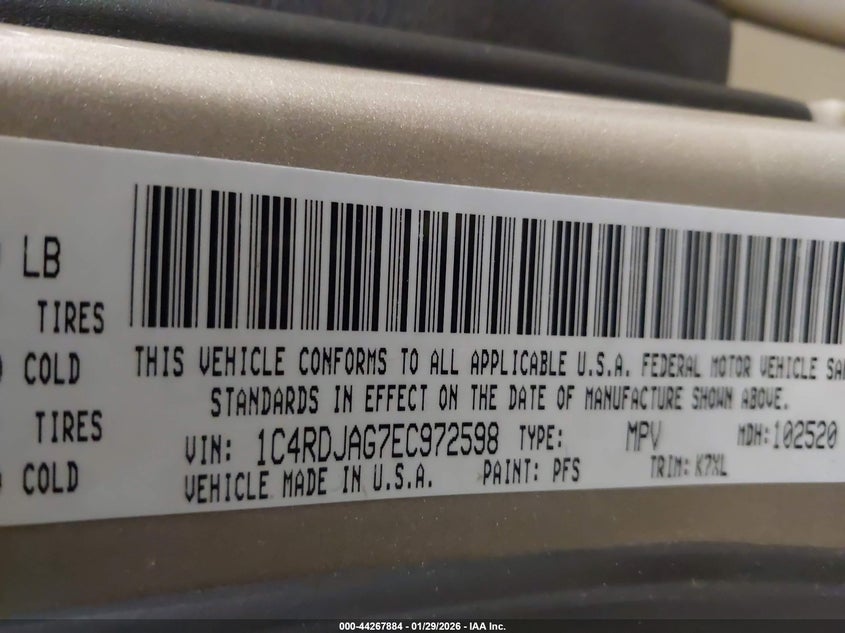 LB
TIRES
COLD
TIRES
COLD
THIS VEHICLE CONFORMS TO ALL APPLICABLE U.S.A. FEDERAL MOTOR VEHICLE SA
STANDARDS IN EFFECT ON THE DATE OF MANUFACTURE SHOWN ABOVE.
VIN: 1C4RDJAG7EC972598 TYPE: MPV MDH: 102520
VEHICLE MADE IN U.S.A. PAINT: PFS TRIM: K7XL
000-44267884 | 01/29/2026 - IAA Inc.